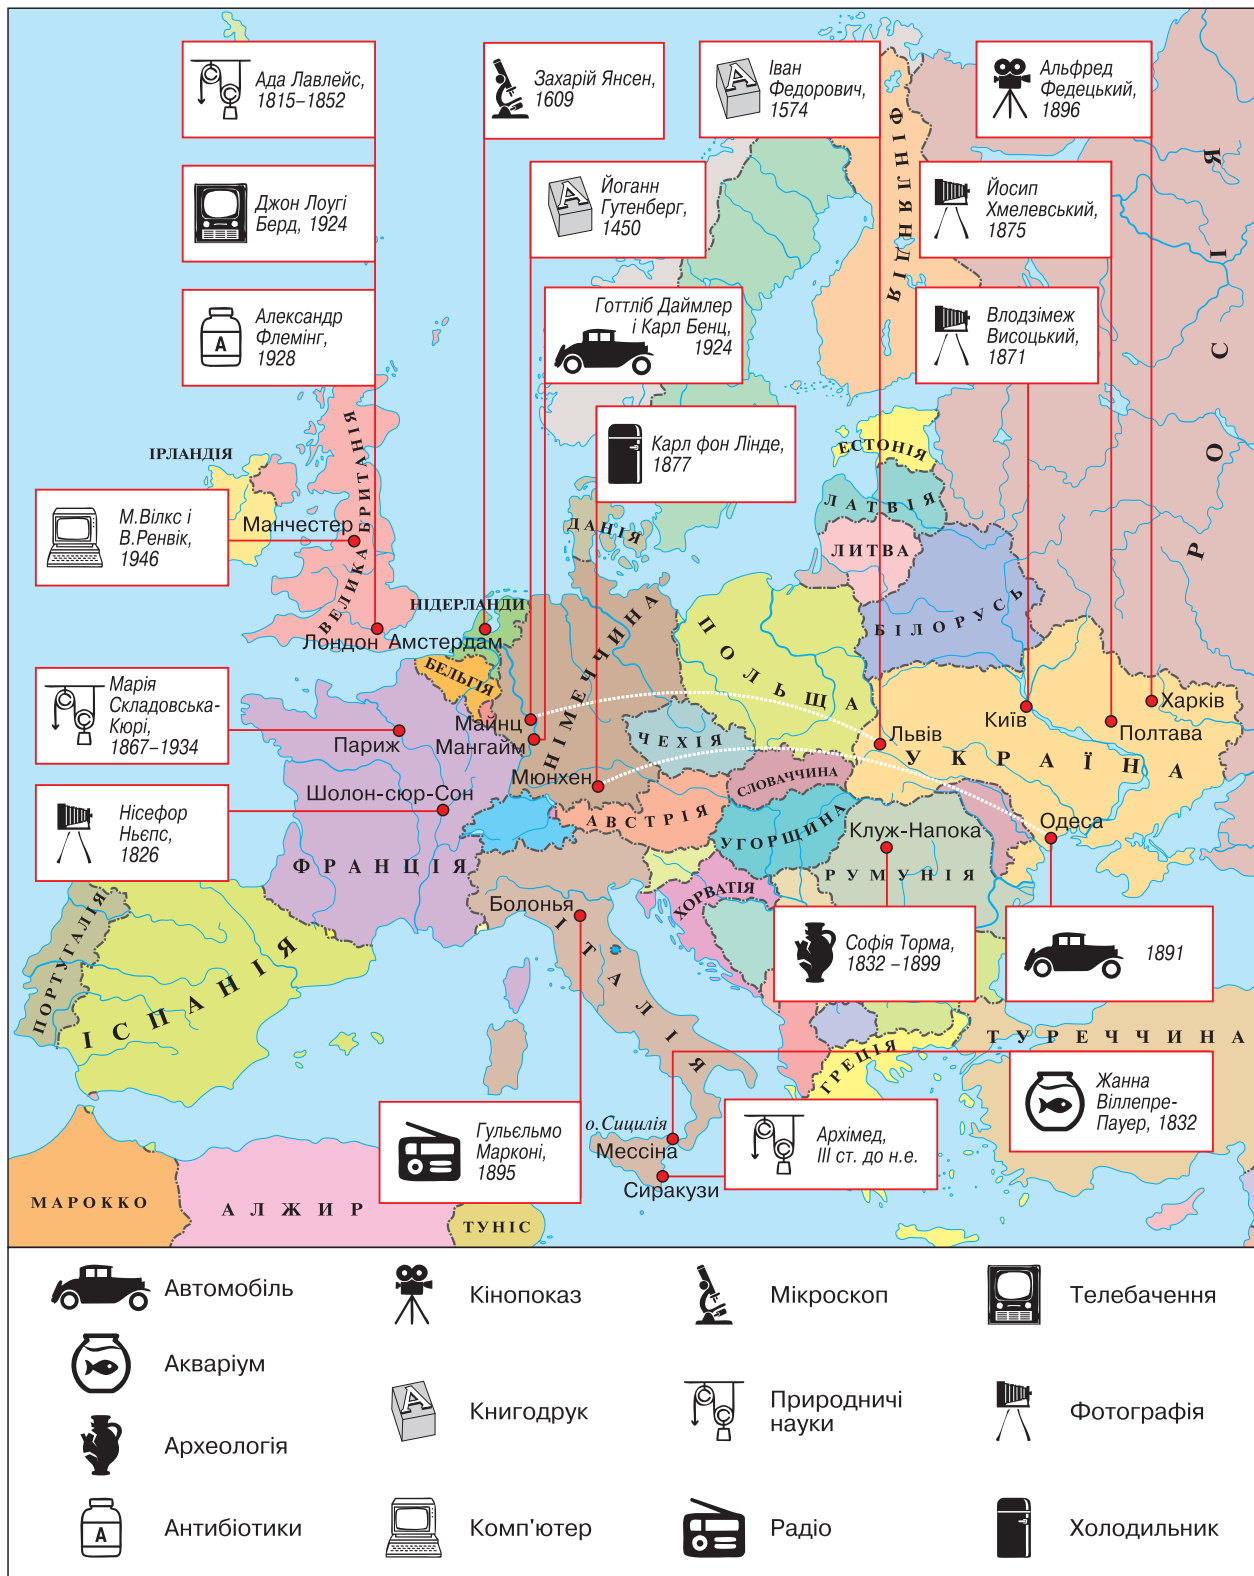 Ада Лавлейс,
1815–1852
Захарій Янсен,
1609
Іван
Федорович,
1574
Альфред
Федецький,
1896
Джон Лоугі
Берд, 1924
Йоганн
Гутенберг,
1450
Йосип
Хмелевський,
1875
Александр
Флемінг,
1928
Готтліб Даймлер
і Карл Бенц,
1924
Влодзімеж
Висоцький,
1871
Карл фон Лінде,
1877
ФІНЛЯНДІЯ
РОСІЯ
ЕСТОНІЯ
ЛАТВІЯ
ЛИТВА
БІЛОРУСЬ
ІРЛАНДІЯ
ВЕЛИКА БРИТАНІЯ
Манчестер
М.Вілкс і
В.Ренвік,
1946
ДАНІЯ
НІДЕРЛАНДИ
Лондон
Амстердам
БЕЛЬГІЯ
НІМЕЧЧИНА
ПОЛЬЩА
Марія
Складовська-
Кюрі,
1867–1934
Париж
Майнц
Мангайм
Мюнхен
ЧЕХІЯ
Львів
Київ
Харків
Полтава
УКРАЇНА
СЛОВАЧЧИНА
АВСТРІЯ
УГОРЩИНА
Шолон-сюр-Сон
Нісефор
Ньєпс,
1826
ФРАНЦІЯ
Клуж-Напока
РУМУНІЯ
Одеса
ХОРВАТІЯ
Болонья
ІТАЛІЯ
ПОРТУГАЛІЯ
ІСПАНІЯ
Софія Торма,
1832 –1899
1891
ТУРЕЧЧИНА
ГРЕЦІЯ
Жанна
Віллепре-
Пауер, 1832
Гульєльмо
Марконі,
1895
о. Сицилія
Мессіна
Сиракузи
Архімед,
III ст. до н.е.
МАРОККО
АЛЖИР
ТУНІС
Автомобіль
Кінопоказ
Мікроскоп
Телебачення
A
Акваріум
Книгодрук
Природничі
науки
Фотографія
Археологія
Антибіотики
Комп'ютер
Радіо
Холодильник